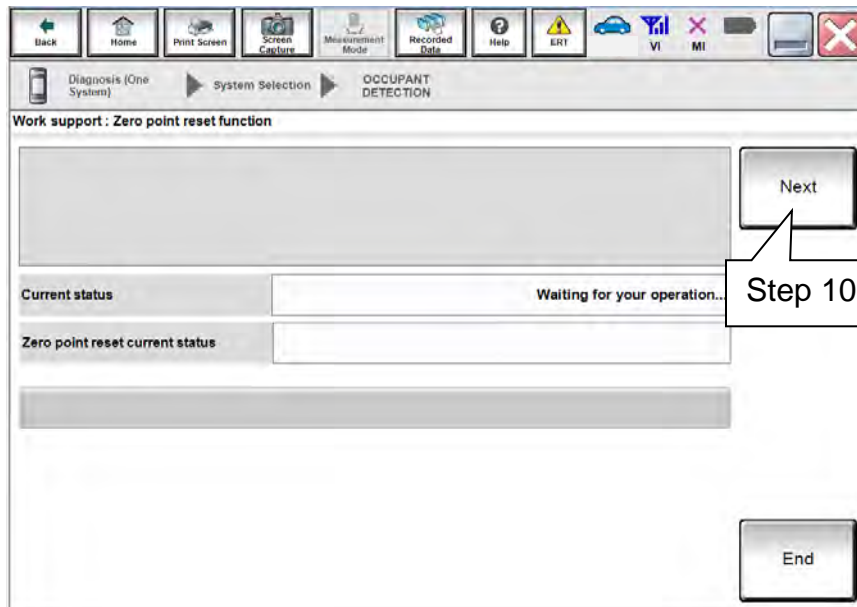 Back
Home
Print Screen
Screen
Capture
Measurement
Mode
Recorded
Data
Help
ERT
VI
MI
Diagnosis (One
System)
System Selection
OCCUPANT
DETECTION
Work support : Zero point reset function
Next
Step 10
Current status
Waiting for your operation...
Zero point reset current status
End